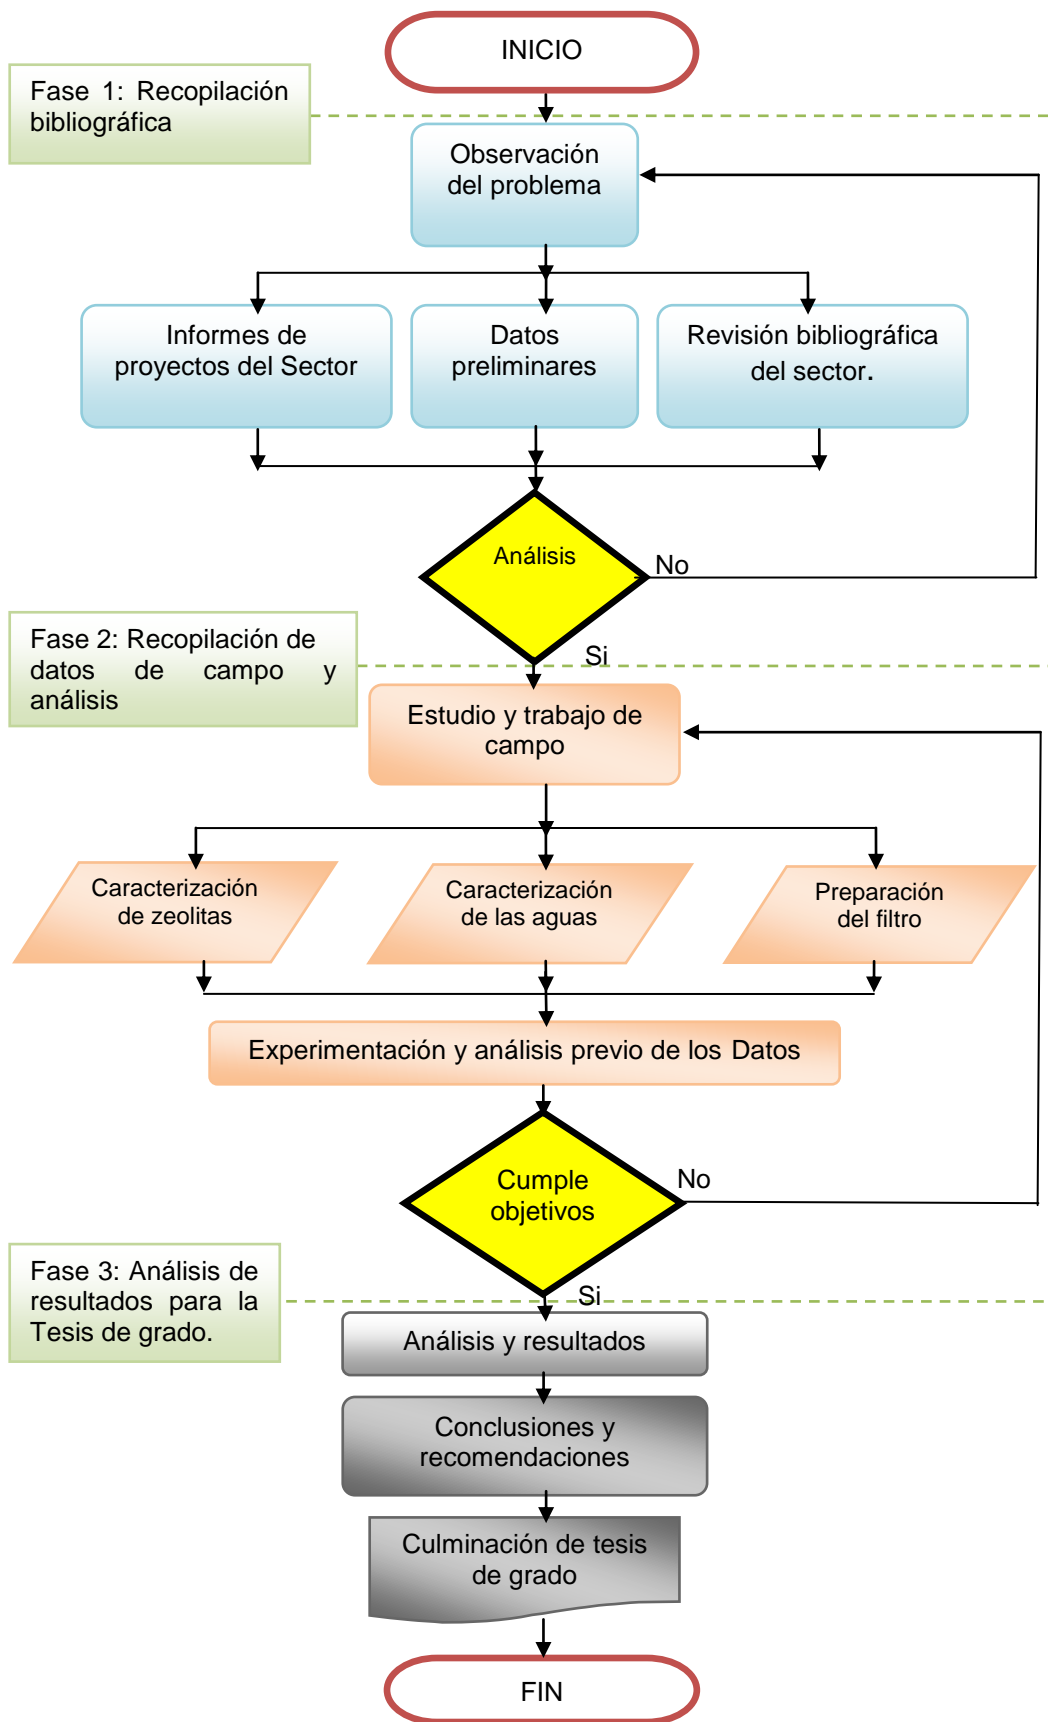 INICIO
Fase 1: Recopilación
bibliográfica
Observación
del problema
Informes de
proyectos del Sector
Datos
preliminares
Revisión bibliográfica
del sector.
Análisis
No
Fase 2: Recopilación de
datos de campo y
análisis
Si
Estudio y trabajo de
campo
Caracterización
de zeolitas
Caracterización
de las aguas
Preparación
del filtro
Experimentación y análisis previo de los Datos
Cumple
objetivos
No
Fase 3: Análisis de
resultados para la
Tesis de grado.
Si
Análisis y resultados
Conclusiones y
recomendaciones
Culminación de tesis
de grado
FIN